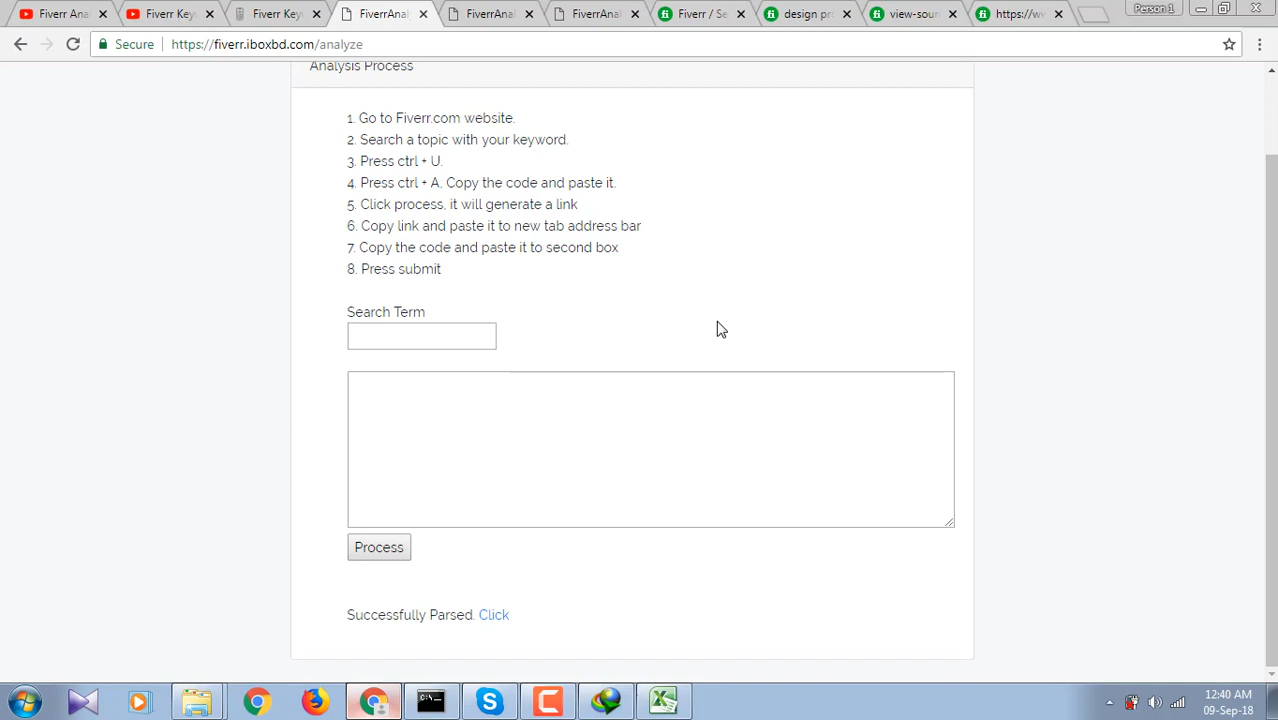 Fiverr Ana
Fiverr Key
Fiverr Key
FiverrAnal
FiverrAnal
FiverrAnal
Fiverr / Se
design p
view-sour
https://w
Person 1
Secure
https://fiverr.iboxbd.com/analyze
Analysis Process
1. Go to Fiverr.com website.
2. Search a topic with your keyword.
3. Press ctrl + U.
4. Press ctrl + A. Copy the code and paste it.
5. Click process, it will generate a link
6. Copy link and paste it to new tab address bar
7. Copy the code and paste it to second box
8. Press submit
Search Term
Process
Successfully Parsed. Click
12:40 AM
09-Sep-18